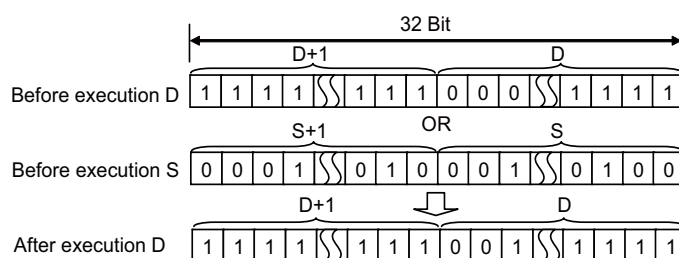 32 Bit
D+1 D
Before execution D 1 1 1 1 1 1 1 0 0 0 1 1 1 1
OR
S+1 S
Before execution S 0 0 0 1 0 1 0 0 0 1 0 1 0 0
D+1 D
After execution D 1 1 1 1 1 1 1 0 0 1 1 1 1 1